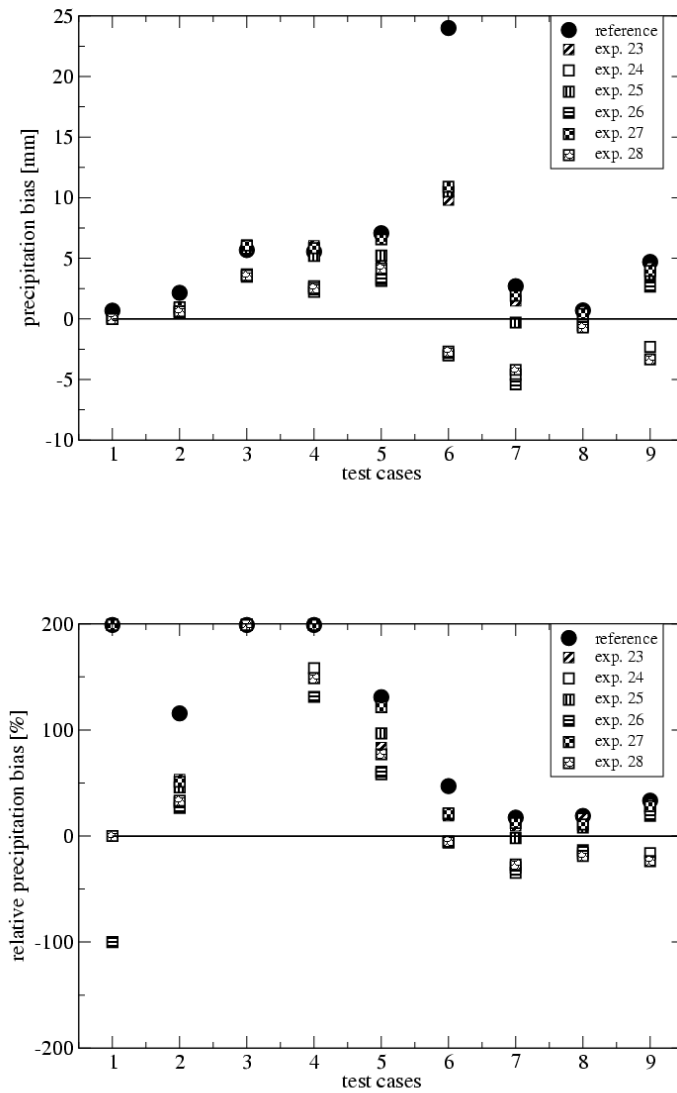 25
20
15
10
5
0
-5
-10
precipitation bias [mm]
reference
exp. 23
exp. 24
exp. 25
exp. 26
exp. 27
exp. 28
1 2 3 4 5 6 7 8 9
test cases
200
100
0
-100
-200
relative precipitation bias [%]
reference
exp. 23
exp. 24
exp. 25
exp. 26
exp. 27
exp. 28
1 2 3 4 5 6 7 8 9
test cases